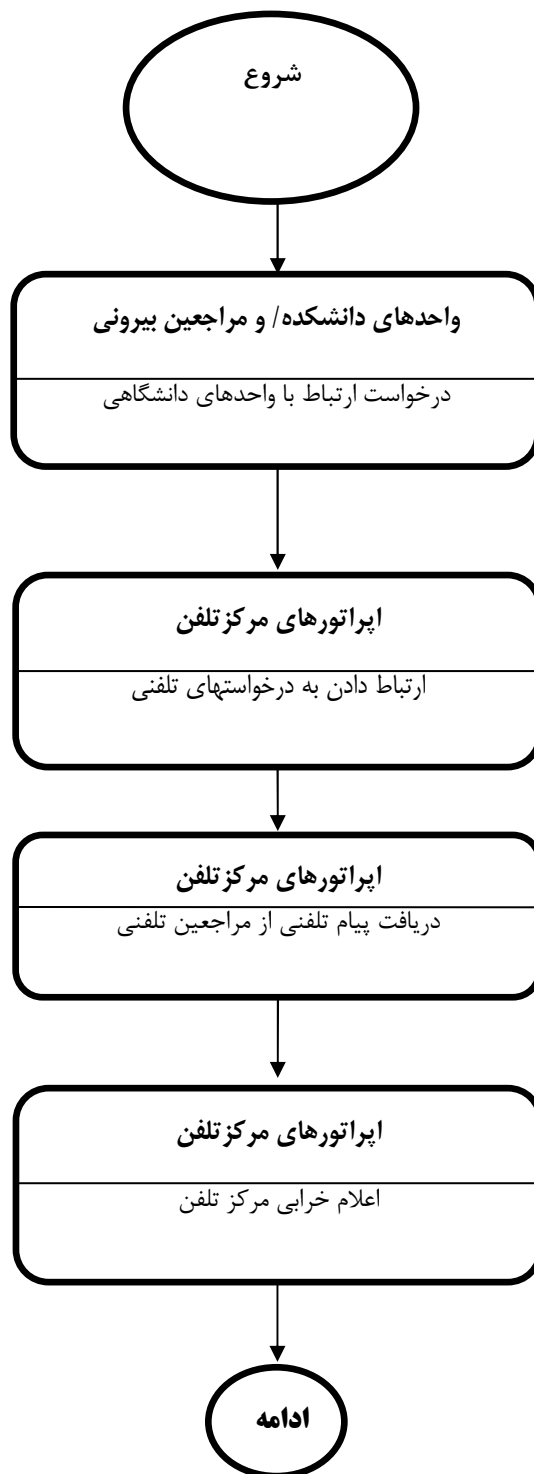 شروع
واحدهای دانشکده/ و مراجعین بیرونی
درخواست ارتباط با واحدهای دانشگاهی
اپراتورهای مرکزتلفن
ارتباط دادن به درخواستهای تلفنی
اپراتورهای مرکزتلفن
دریافت پیام تلفنی از مراجعین تلفنی
اپراتورهای مرکزتلفن
اعلام خرابی مرکز تلفن
ادامه